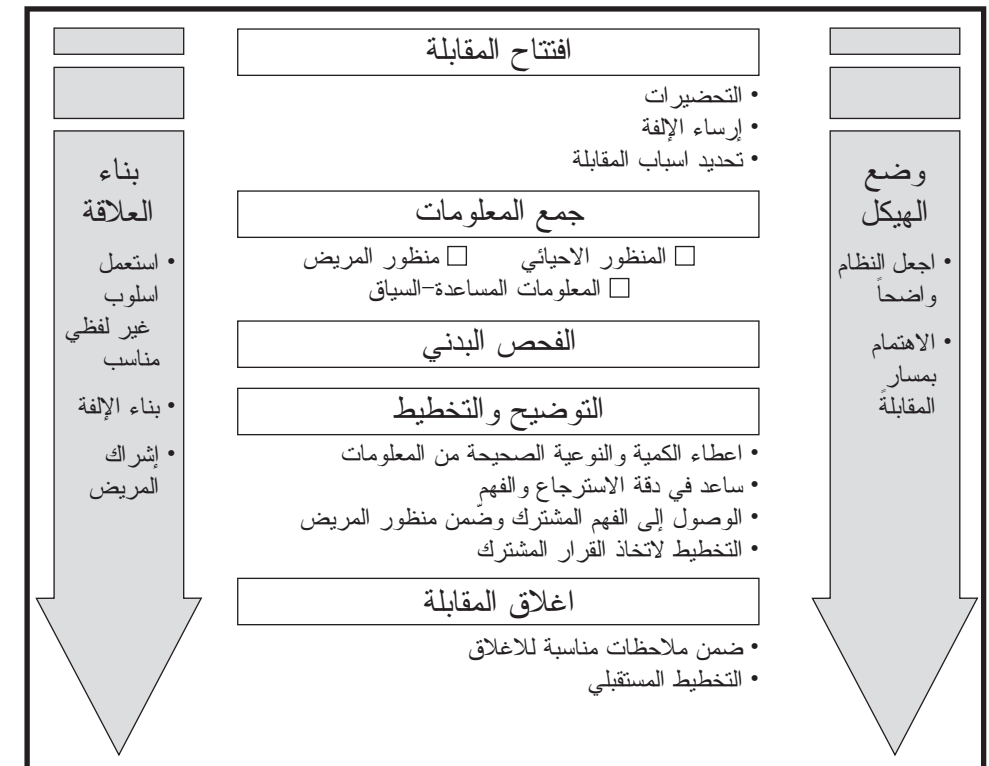 افتتاح المقابلة
• التحضيرات
• إرساء الإلفة
• تحديد اسباب المقابلة
وضع
الهيكل
• اجعل النظام
واضحاً
• الاهتمام
بمسار
المقابلةً
جمع المعلومات
□ المنظور الاحيائي □ منظور المريض
□ المعلومات المساعدة–السياق
الفحص البدني
التوضيح والتخطيط
• اعطاء الكمية والنوعية الصحيحة من المعلومات
• ساعد في دقة الاسترجاع والفهم
• الوصول إلى الفهم المشترك وضّمن منظور المريض
• التخطيط لاتخاذ القرار المشترك
اغلاق المقابلة
• ضمن ملاحظات مناسبة للاغلاق
• التخطيط المستقبلي
بناء
العلاقة
• استعمل
اسلوب
غير لفظي
مناسب
• بناء الإلفة
• إشراك
المريض